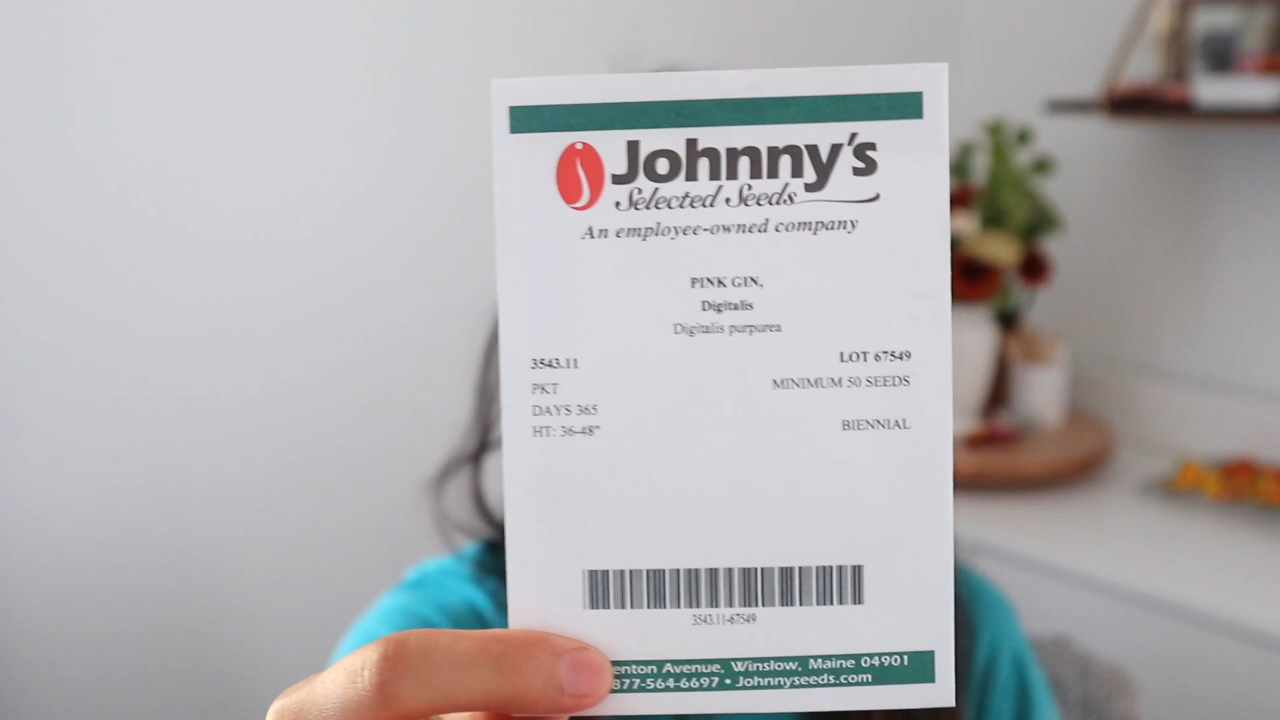 Johnny's
Selected Seeds
An employee-owned company
PINK GIN,
Digitalis
Digitalis purpurea
3543.11 LOT 67549
PKT MINIMUM 50 SEEDS
DAYS 365
HT: 36-48" BIENNIAL
3543.11-67549
Avenue, Winslow, Maine 04901
877-564-6697 • Johnnyseeds.com